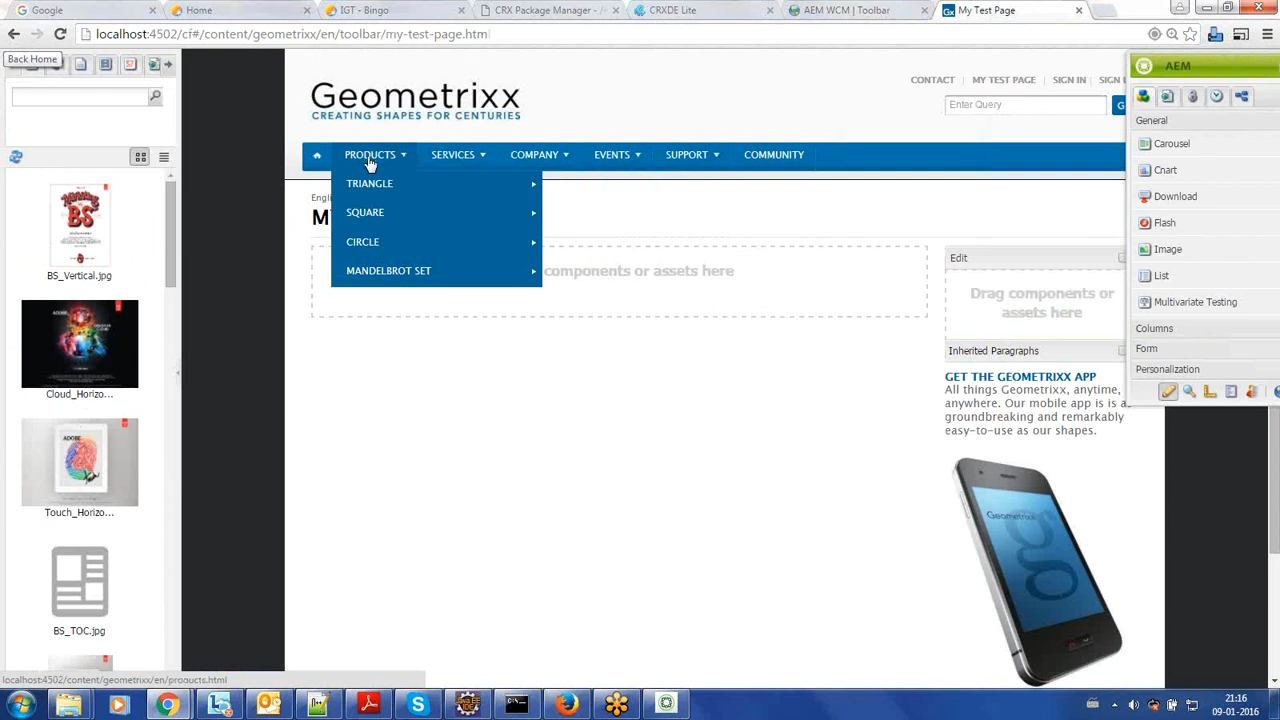 Google
Home
IGT - Bingo
CRX Package Manager - /
CRXDE Lite
AEM WCM | Toolbar
Gx My Test Page
localhost:4502/cf#/content/geometrixx/en/toolbar/my-test-page.html
Back Home
Geometrixx
CREATING SHAPES FOR CENTURIES
CONTACT MY TEST PAGE SIGN IN SIGN
Enter Query
G
PRODUCTS SERVICES COMPANY EVENTS SUPPORT COMMUNITY
TRIANGLE
SQUARE
CIRCLE
MANDELBROT SET
Engli
M
components or assets here
Edit
Drag components or
assets here
Inherited Paragraphs
GET THE GEOMETRIXX APP
All things Geometrixx, anytime,
anywhere. Our mobile app is as
groundbreaking and remarkably
easy-to-use as our shapes.
Geometrixx
g
AEM
General
Carousel
Chart
Download
Flash
Image
List
Multivariate Testing
Columns
Form
Personalization
BS
BS_Vertical.jpg
Cloud_Horizo...
Touch_Horizo...
BS_TOC.jpg
localhost:4502/content/geometrixx/en/products.html
21:16
09-01-2016